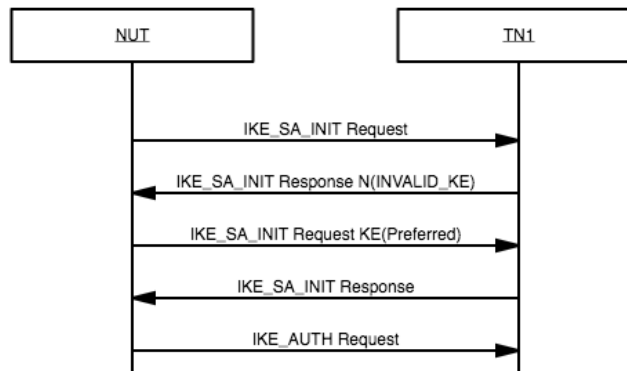 NUT
TN1
IKE_SA_INIT Request
IKE_SA_INIT Response N(INVALID_KE)
IKE_SA_INIT Request KE(Preferred)
IKE_SA_INIT Response
IKE_AUTH Request